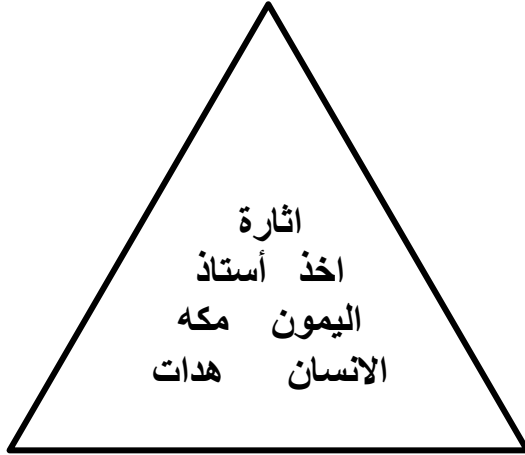 اثارة
اخذ أستاذ
اليمون مكه
الانسان هدات